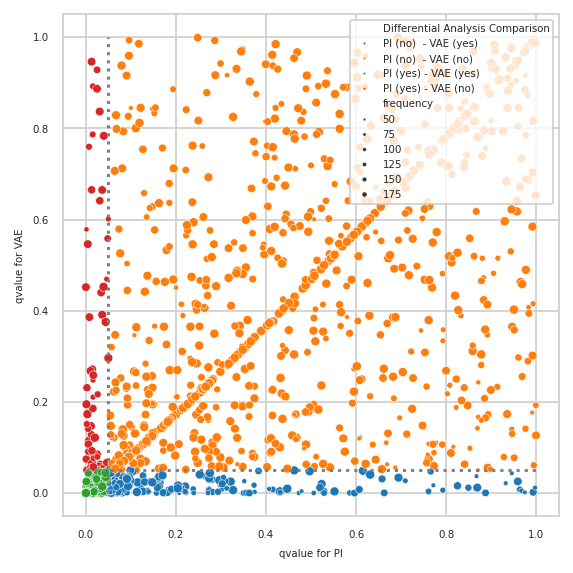 Differential Analysis Comparison
PI (no)  - VAE (yes)
PI (no)  - VAE (no)
PI (yes) - VAE (yes)
PI (yes) - VAE (no)
frequency
50
75
100
125
150
175
1.0
0.8
0.6
0.4
0.2
0.0
qvalue for VAE
0.0 0.2 0.4 0.6 0.8 1.0
qvalue for PI